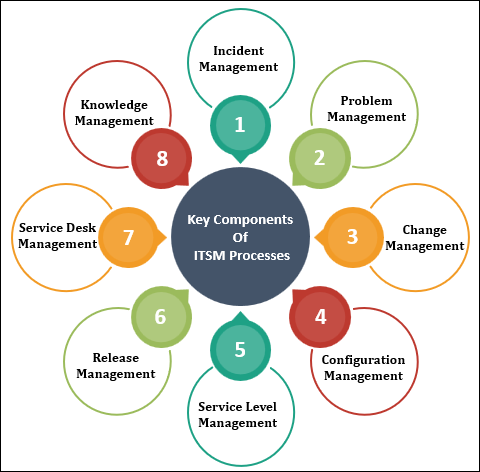 Key Components
Of
ITSM Processes
1
Incident
Management
2
Problem
Management
3
Change
Management
4
Configuration
Management
5
Service Level
Management
6
Release
Management
7
Service Desk
Management
8
Knowledge
Management